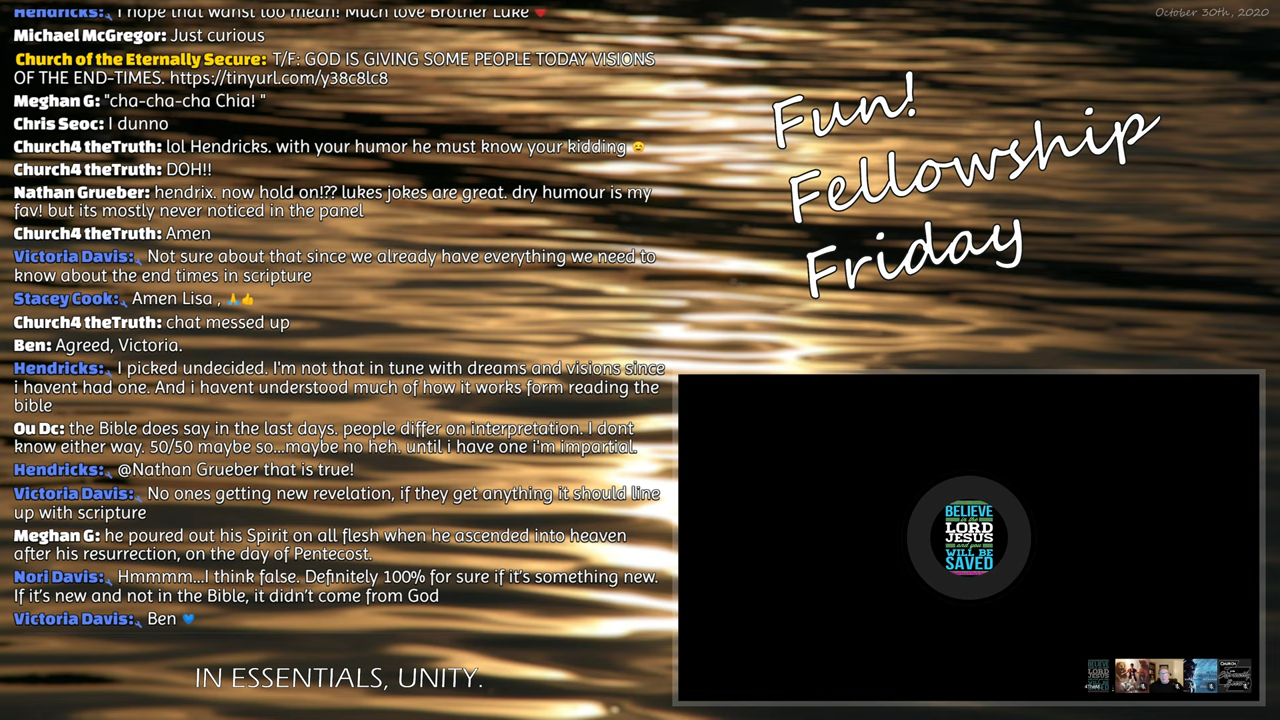 Hendricks: I hope that wanst too mean! Much love Brother Luke ❤
October 30th, 2020
Michael McGregor: Just curious
Church of the Eternally Secure: T/F: GOD IS GIVING SOME PEOPLE TODAY VISIONS
OF THE END-TIMES. https://tinyurl.com/y38c8lc8
Meghan G: "cha-cha-cha Chia! "
Chris Seoc: I dunno
Church4 theTruth: lol Hendricks. with your humor he must know your kidding 😊
Church4 theTruth: DOH!!
Nathan Grueber: hendrix. now hold on!?? lukes jokes are great. dry humour is my
fav! but its mostly never noticed in the panel
Church4 theTruth: Amen
Victoria Davis: Not sure about that since we already have everything we need to
know about the end times in scripture
Stacey Cook: Amen Lisa , 🙏👍
Church4 theTruth: chat messed up
Ben: Agreed, Victoria.
Hendricks: I picked undecided. I'm not that in tune with dreams and visions since
i havent had one. And i havent understood much of how it works form reading the
bible
Ou Dc: the Bible does say in the last days. people differ on interpretation. I dont
know either way. 50/50 maybe so...maybe no heh. until i have one i'm impartial.
Hendricks: @Nathan Grueber that is true!
Victoria Davis: No ones getting new revelation, if they get anything it should line
up with scripture
Meghan G: he poured out his Spirit on all flesh when he ascended into heaven
after his resurrection, on the day of Pentecost.
Nori Davis: Hmmmm...I think false. Definitely 100% for sure if it's something new.
If it's new and not in the Bible, it didn't come from God
Victoria Davis: Ben 💙
IN ESSENTIALS, UNITY.
Fun!
Fellowship
Friday
BELIEVE
in the
LORD
JESUS
and you
WILL BE
SAVED